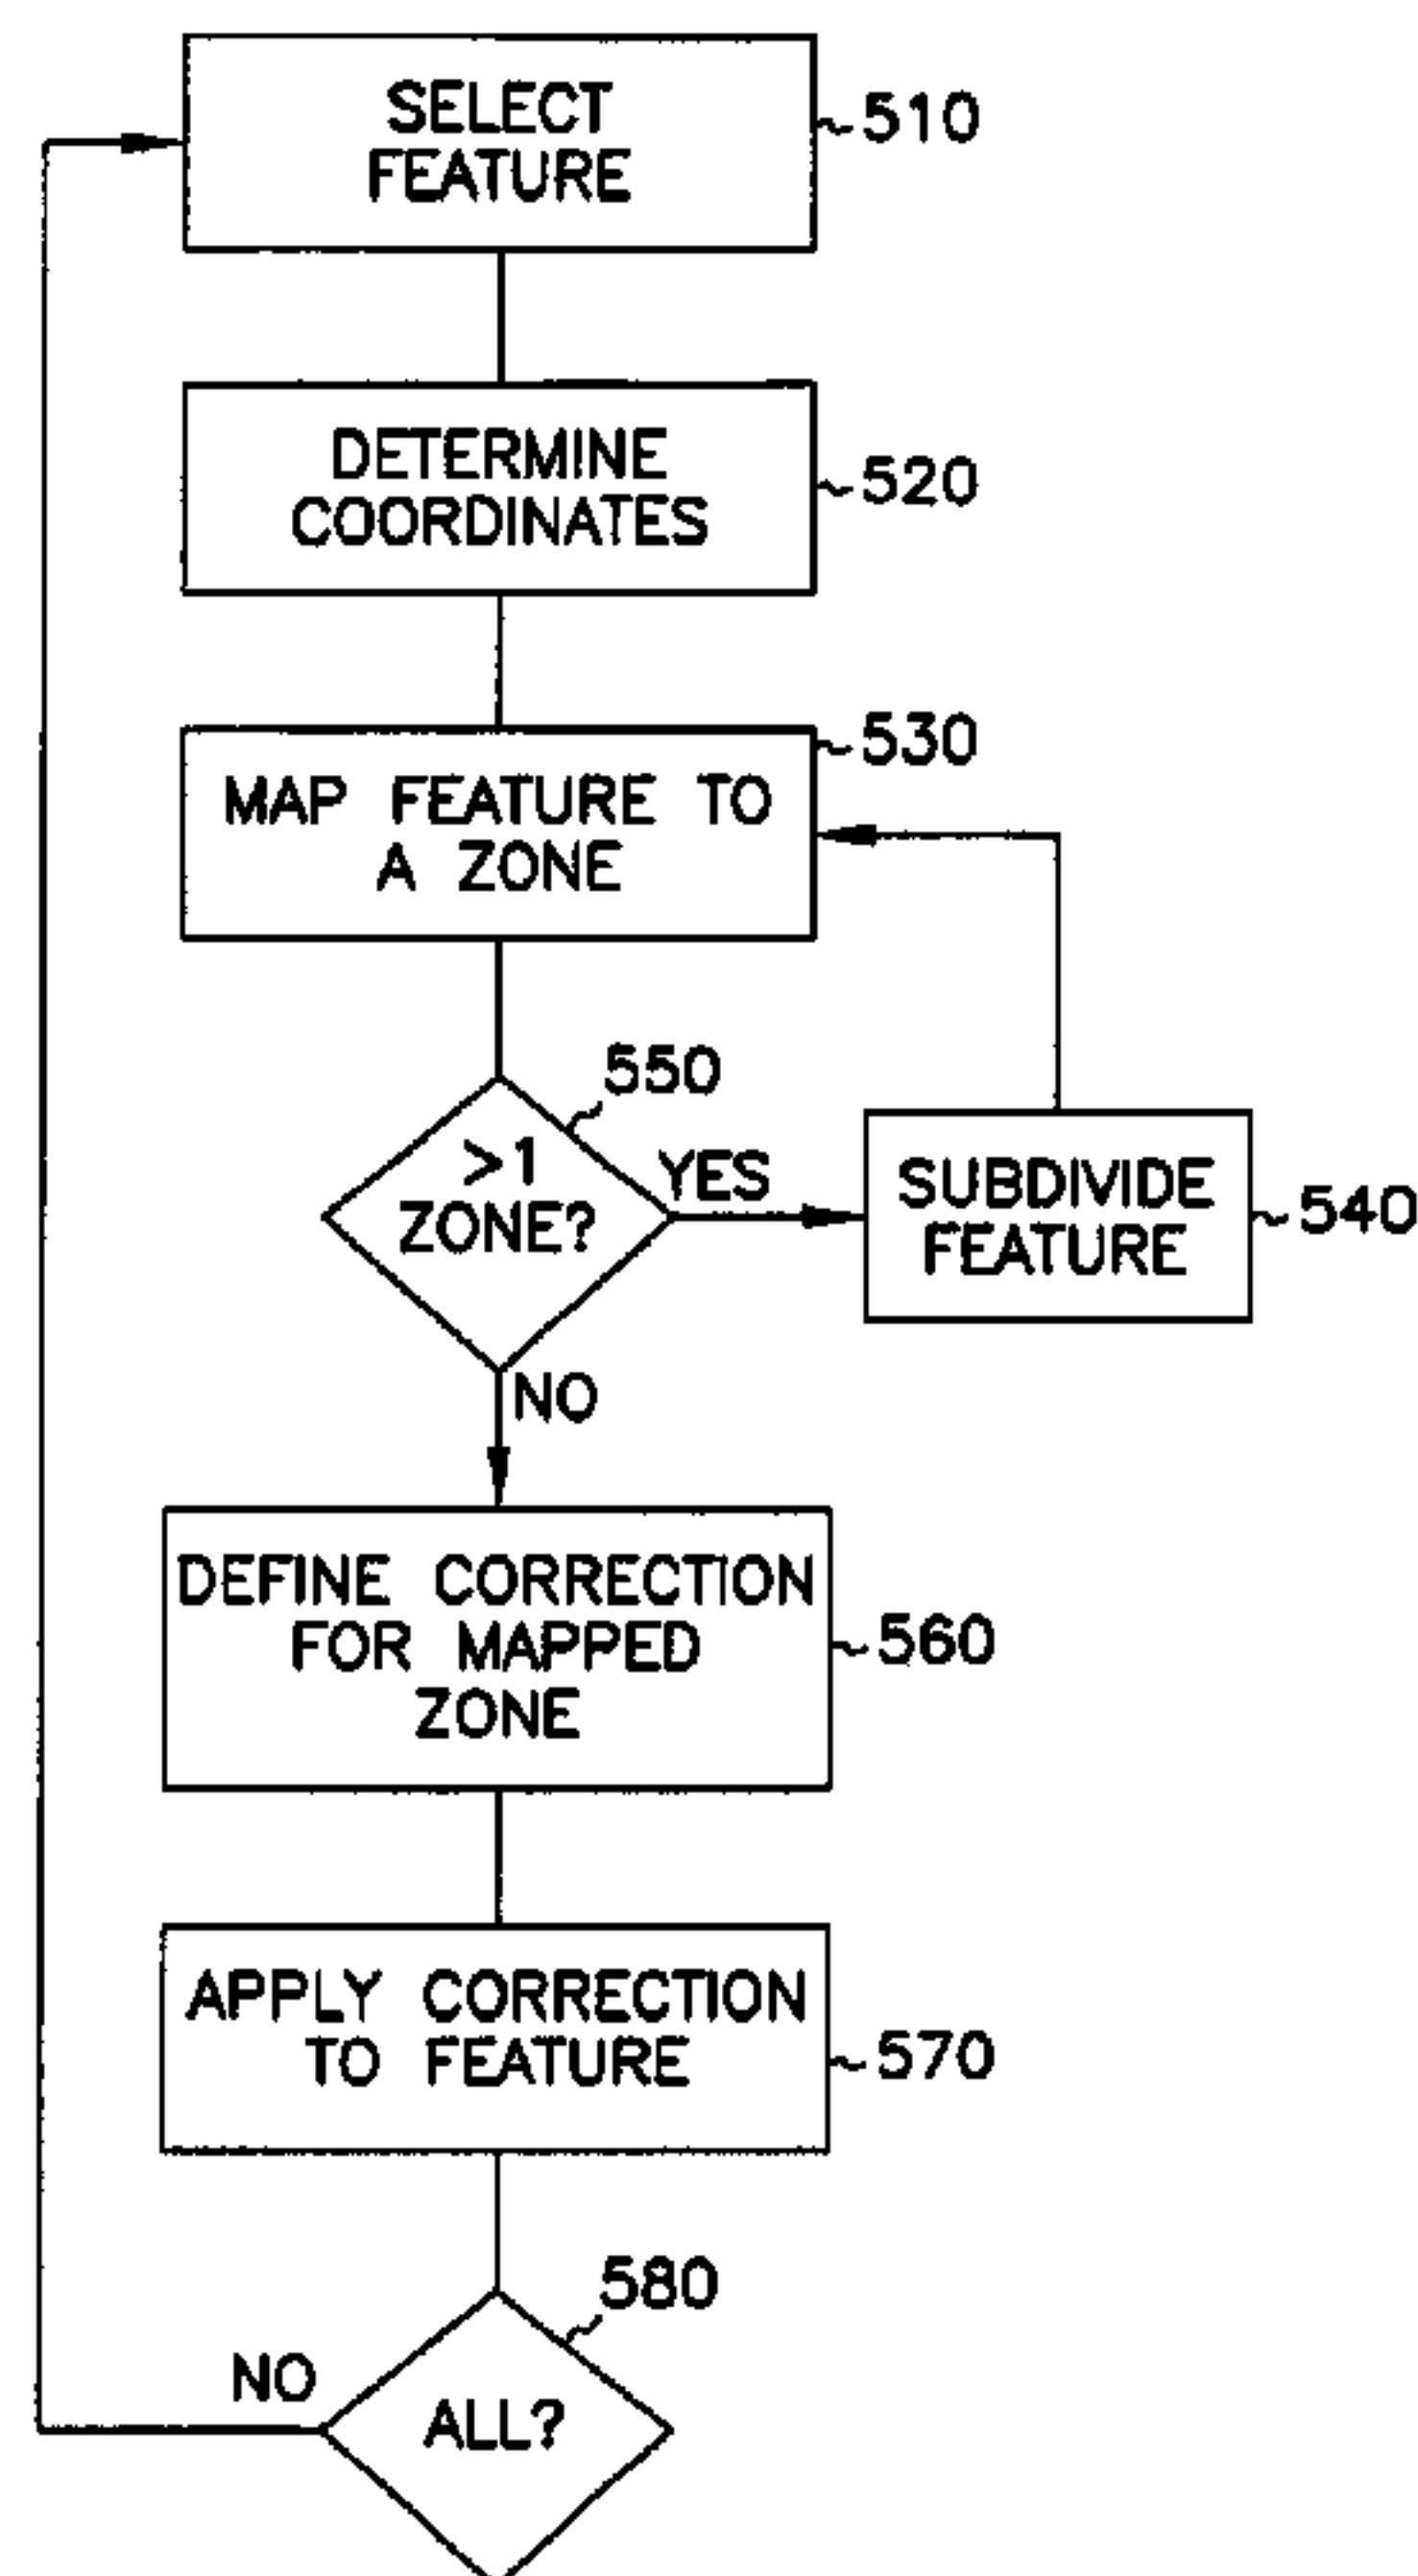 SELECT
FEATURE
510
DETERMINE
COORDINATES
520
530
MAP FEATURE TO
A ZONE
550
>1
ZONE?
YES
SUBDIVIDE
FEATURE
540
NO
DEFINE CORRECTION
FOR MAPPED
ZONE
560
APPLY CORRECTION
TO FEATURE
570
580
NO
ALL?